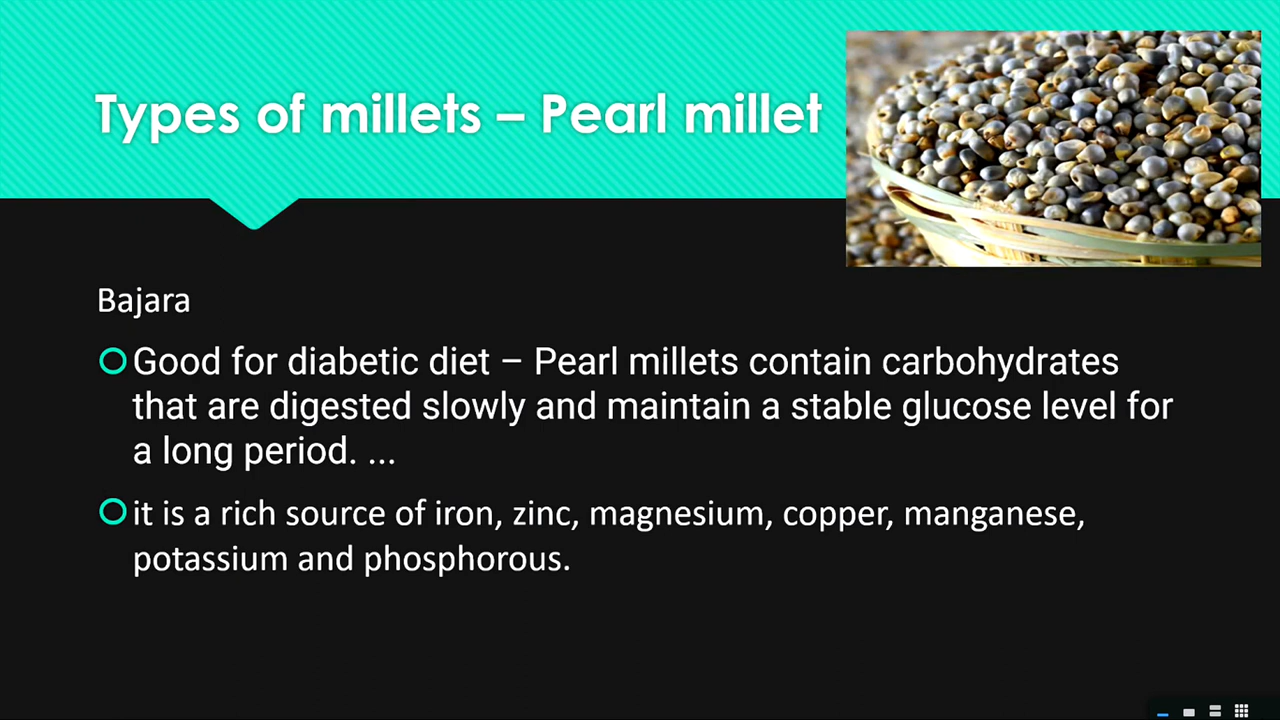 Types of millets – Pearl millet
Bajara
Good for diabetic diet – Pearl millets contain carbohydrates
that are digested slowly and maintain a stable glucose level for
a long period. ...
it is a rich source of iron, zinc, magnesium, copper, manganese,
potassium and phosphorous.